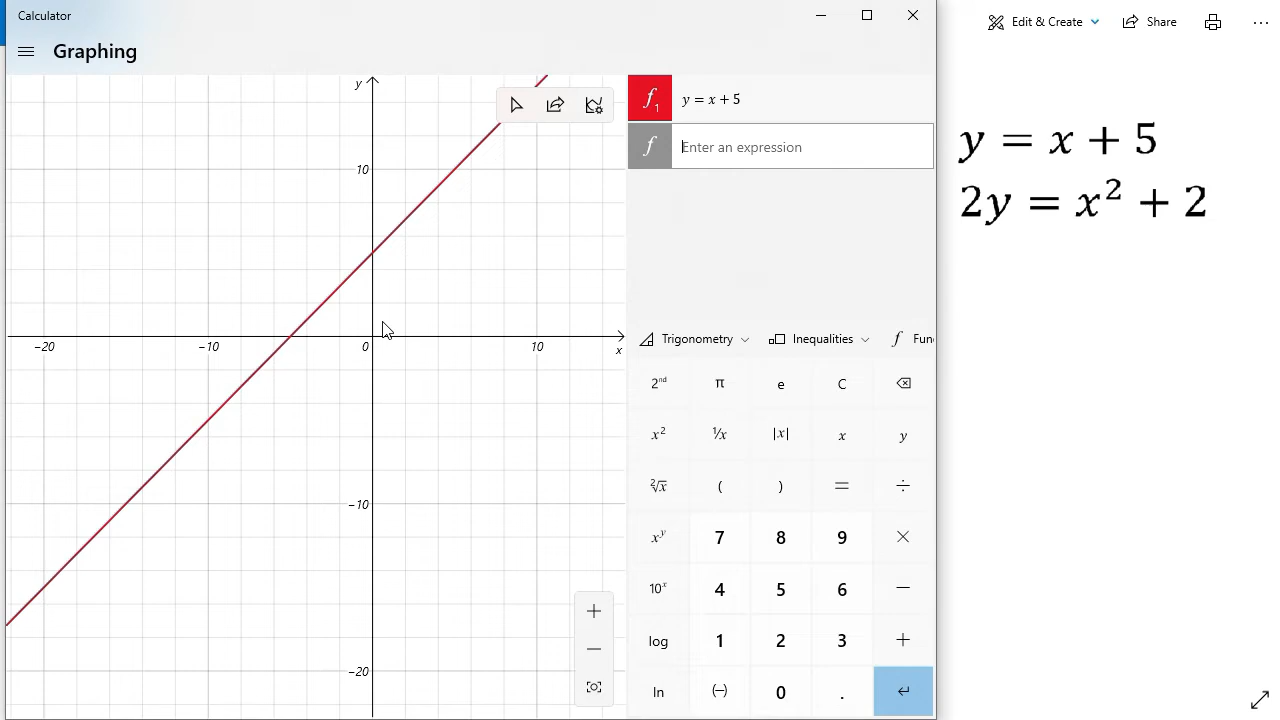 Calculator
Graphing
Edit & Create
Share
y
10
−20
−10
0
10
x
−10
−20
f1
y = x + 5
f
Enter an expression
y = x + 5
2y = x² + 2
Trigonometry
Inequalities
f Fun
2nd π e C
x² ¹/x |x| x y
²√x ( ) = ÷
xʸ 7 8 9 ×
10ˣ 4 5 6 −
log 1 2 3 +
ln (−) 0 .